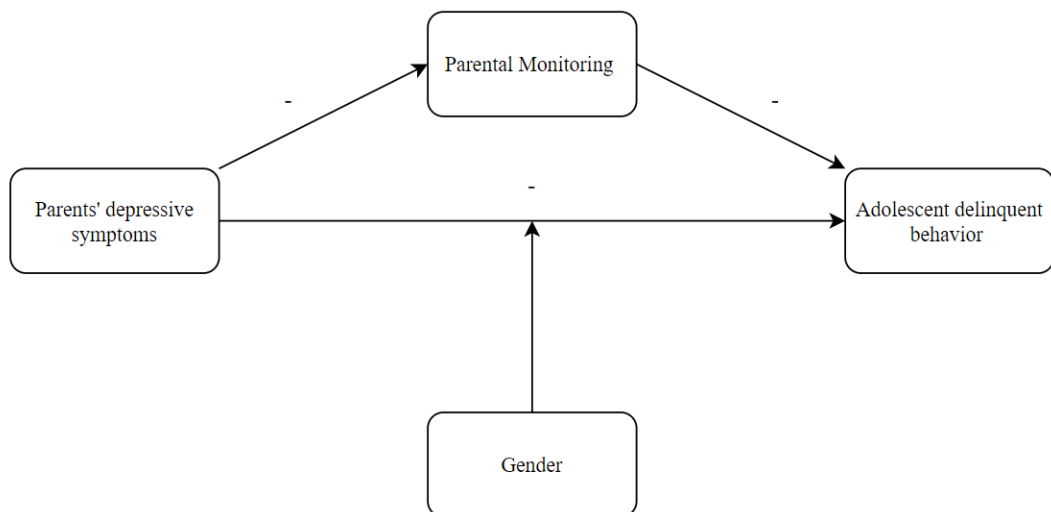 Parental Monitoring
-
-
-
Parents' depressive
symptoms
Adolescent delinquent
behavior
Gender